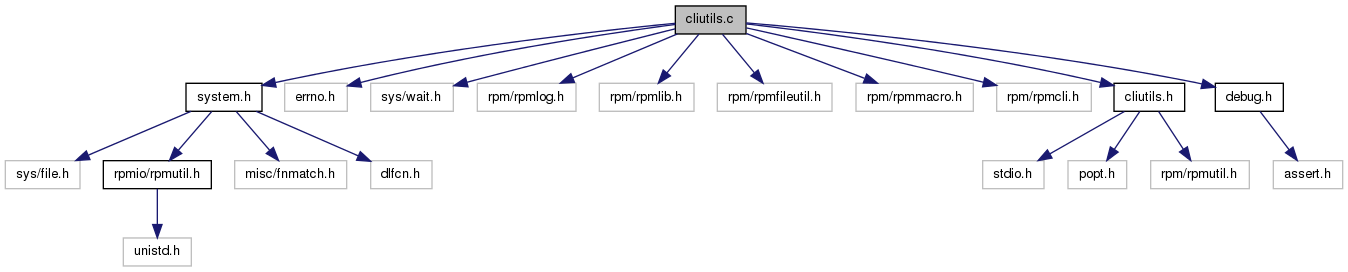 cliutils.c
system.h
errno.h
sys/wait.h
rpm/rpmlog.h
rpm/rpmlib.h
rpm/rpmfileutil.h
rpm/rpmmacro.h
rpm/rpmcli.h
cliutils.h
debug.h
sys/file.h
rpmio/rpmutil.h
misc/fnmatch.h
dlfcn.h
stdio.h
popt.h
rpm/rpmutil.h
assert.h
unistd.h